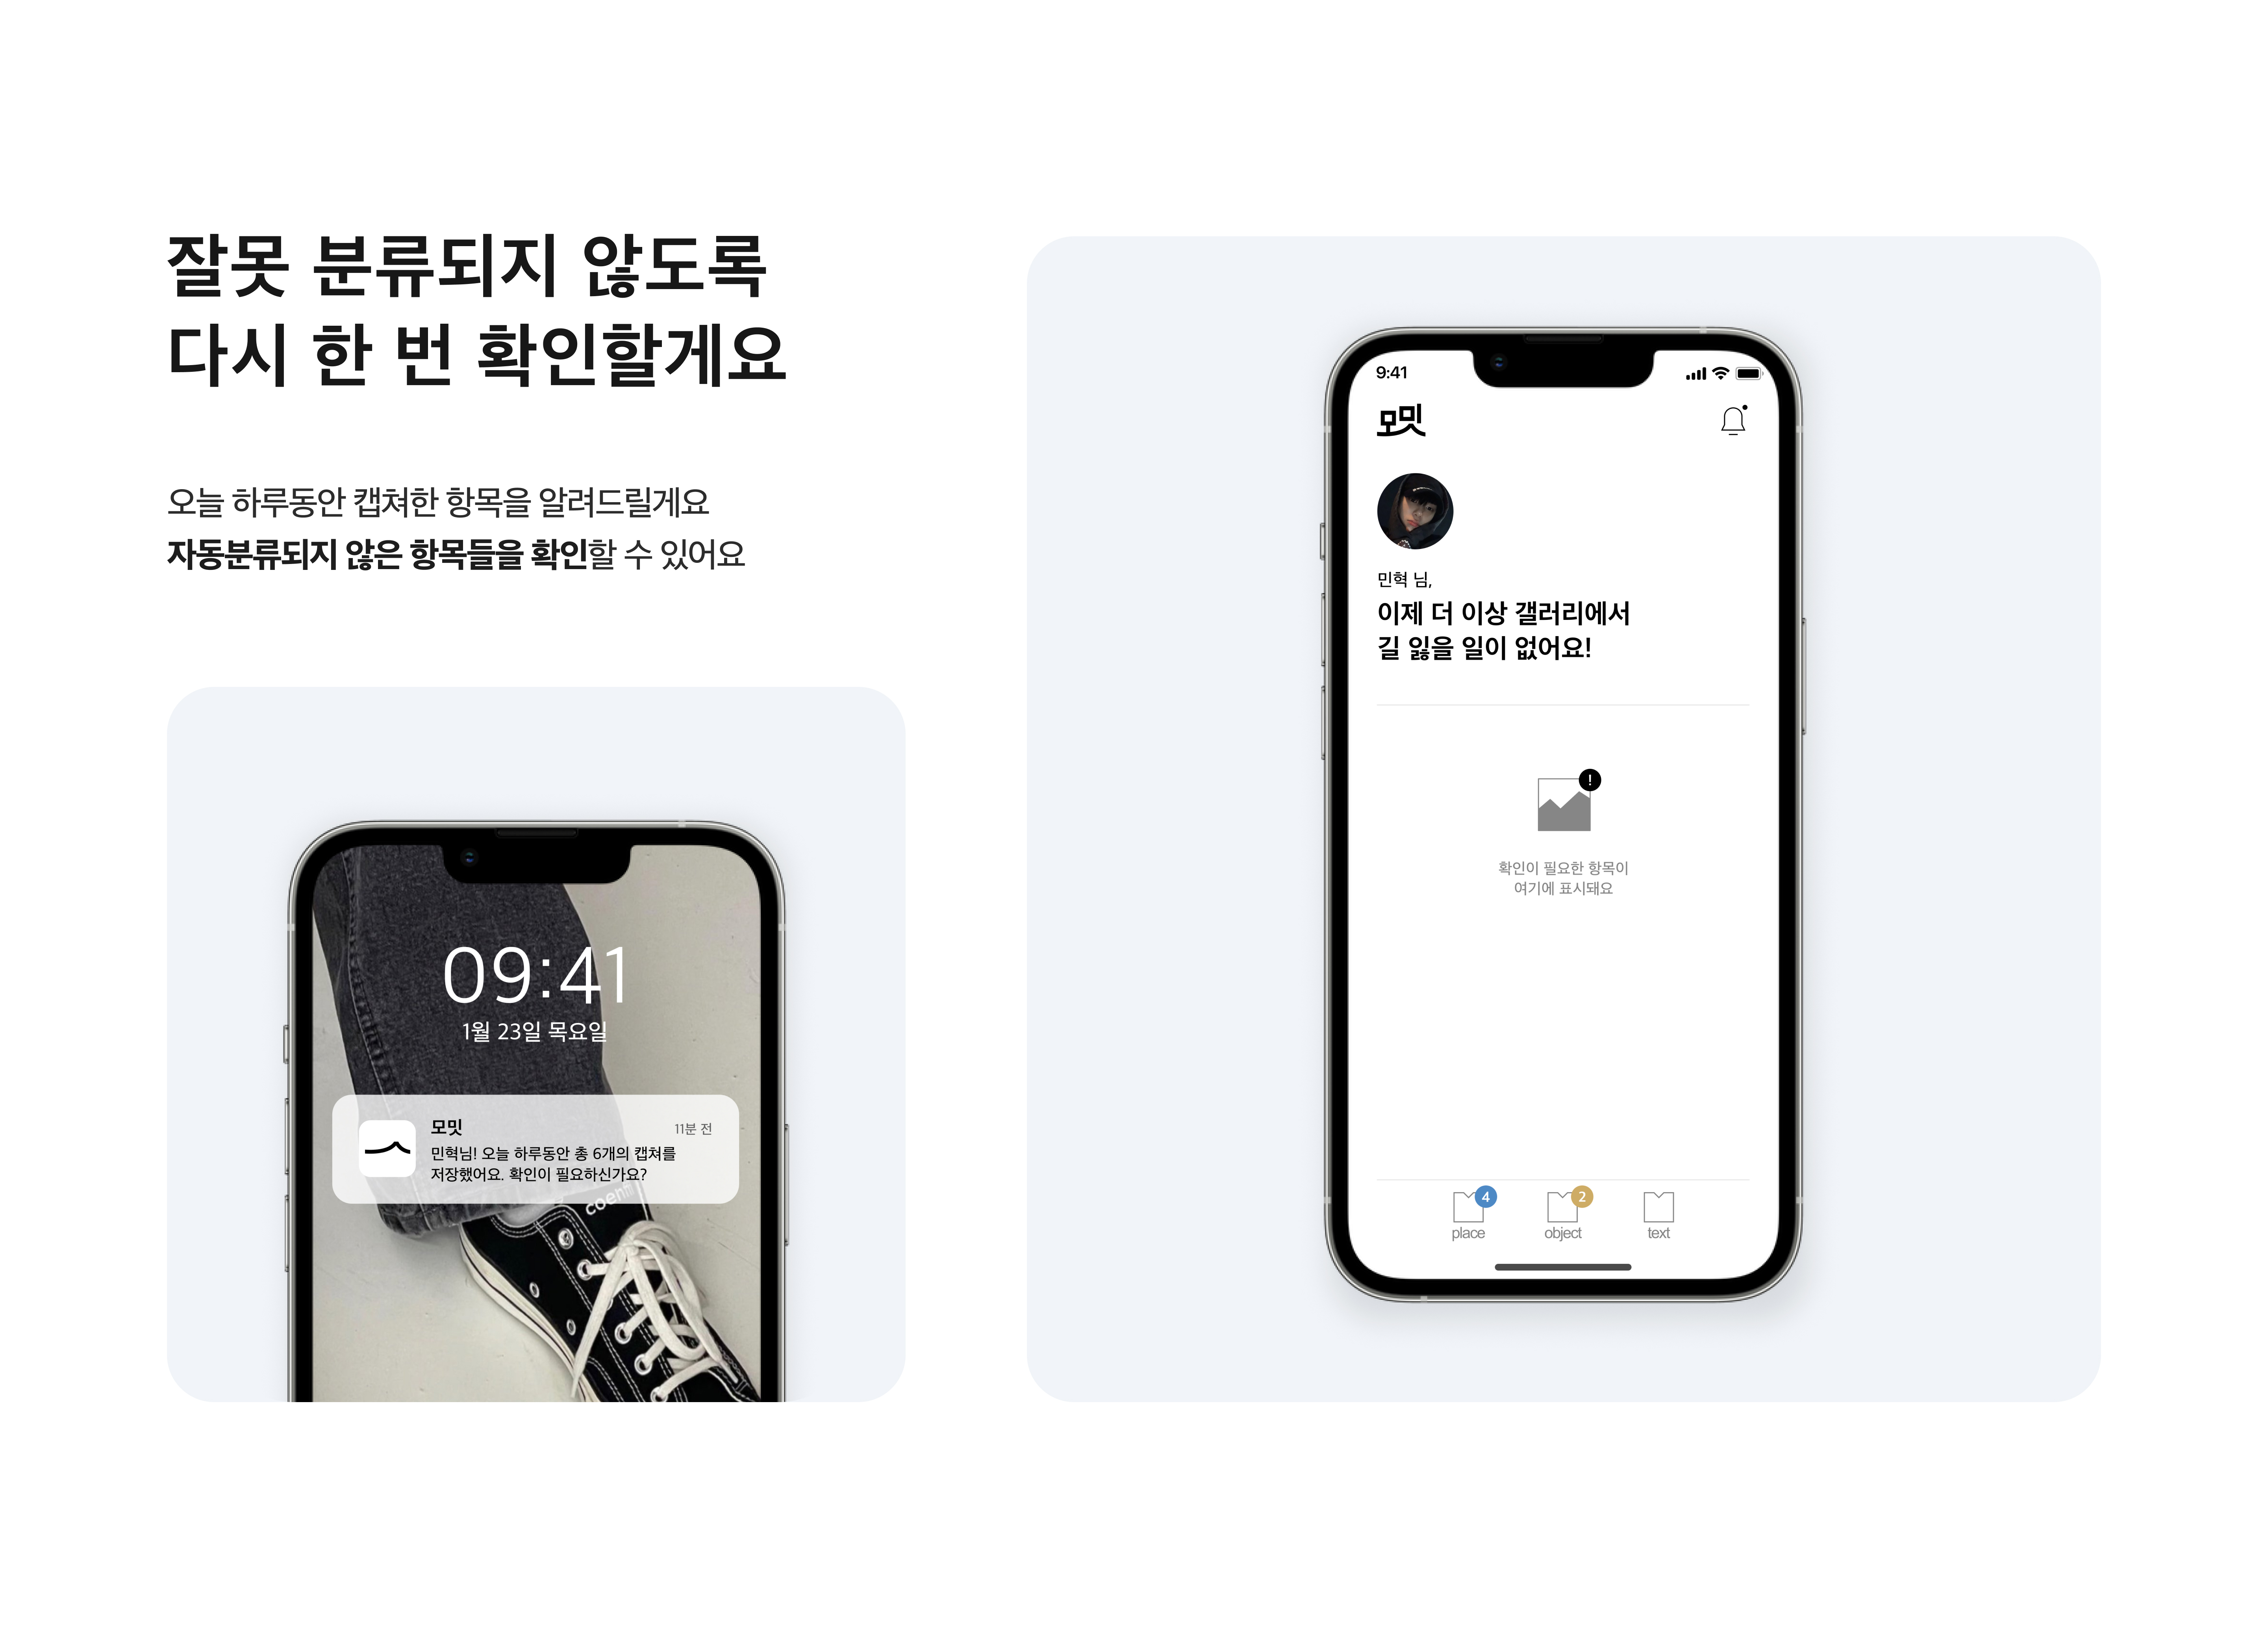 잘못 분류되지 않도록
다시 한 번 확인할게요
오늘 하루동안 캡쳐한 항목을 알려드릴게요
자동분류되지 않은 항목들을 확인할 수 있어요
09:41
1월 23일 목요일
모밋
11분 전
민혁님! 오늘 하루동안 총 6개의 캡쳐를
저장했어요. 확인이 필요하신가요?
coenm
9:41
모밋
민혁 님,
이제 더 이상 갤러리에서
길 잃을 일이 없어요!
!
확인이 필요한 항목이
여기에 표시돼요
4
2
place
object
text